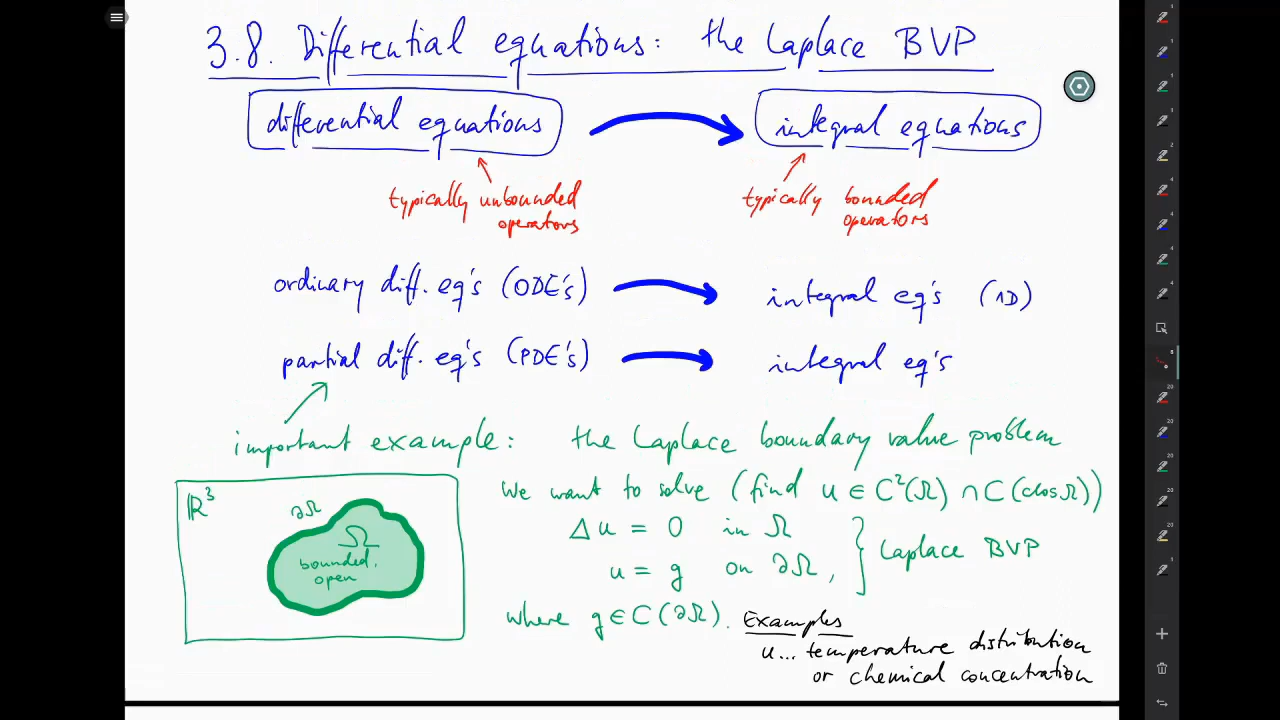 3.8. Differential equations: the Laplace BVP
differential equations
integral equations
typically unbounded
operators
typically bounded
operators
ordinary diff. eq's (ODE's)
integral eq's (1D)
partial diff. eq's (PDE's)
integral eq's
important example: the Laplace boundary value problem
ℝ³
∂Ω
Ω
bounded,
open
We want to solve (find u ∈ C²(Ω) ∩ C(clos Ω))
Δu = 0 in Ω
u = g on ∂Ω,
Laplace BVP
where g ∈ C(∂Ω).
Examples
u... temperature distribution
or chemical concentration